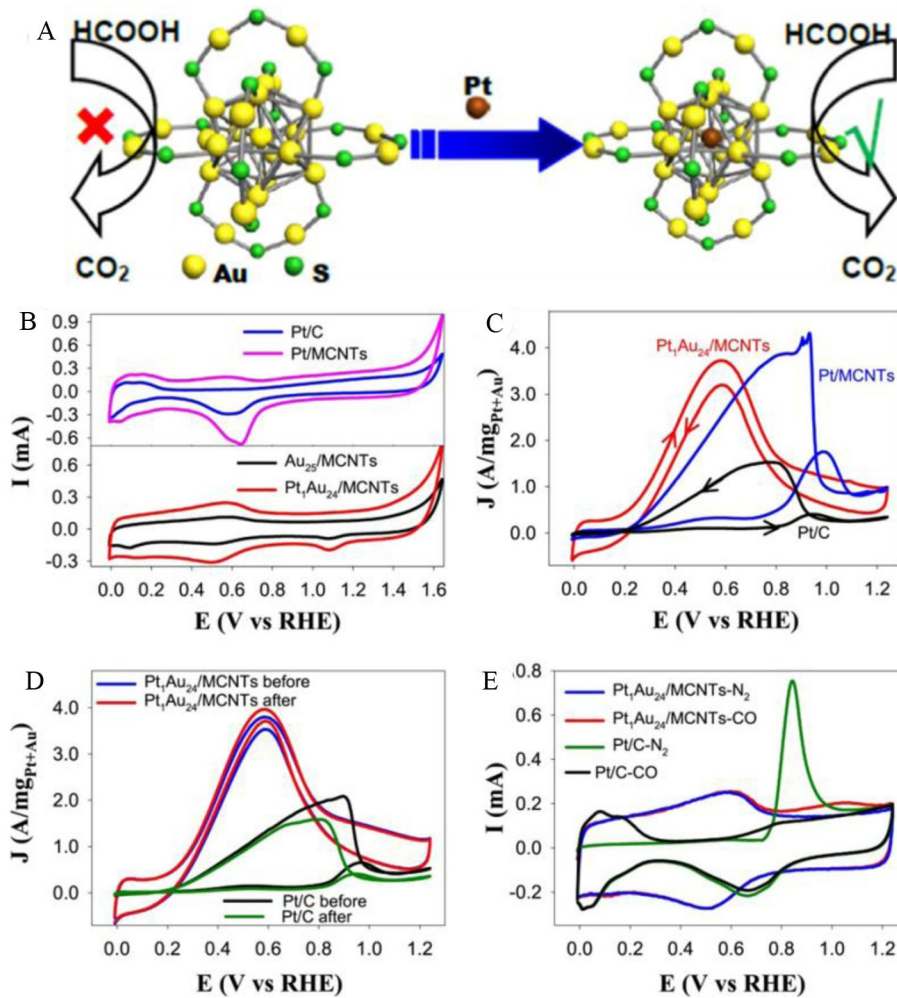 A
HCOOH
Pt
HCOOH
CO₂
Au
S
CO₂
B
0.9
0.6
0.3
0.0
-0.3
-0.6
Pt/C
Pt/MCNTs
0.6
0.3
0.0
-0.3
Au₂₅/MCNTs
Pt₁Au₂₄/MCNTs
I (mA)
0.0 0.2 0.4 0.6 0.8 1.0 1.2 1.4 1.6
E (V vs RHE)
C
4.0
3.0
2.0
1.0
0.0
J (A/mg Pt+Au)
Pt₁Au₂₄/MCNTs
Pt/MCNTs
Pt/C
0.0 0.2 0.4 0.6 0.8 1.0 1.2
E (V vs RHE)
D
Pt₁Au₂₄/MCNTs before
Pt₁Au₂₄/MCNTs after
4.0
3.0
2.0
1.0
0.0
J (A/mg Pt+Au)
Pt/C before
Pt/C after
0.0 0.2 0.4 0.6 0.8 1.0 1.2
E (V vs RHE)
E
0.8
0.6
0.4
0.2
0.0
-0.2
I (mA)
Pt₁Au₂₄/MCNTs-N₂
Pt₁Au₂₄/MCNTs-CO
Pt/C-N₂
Pt/C-CO
0.0 0.2 0.4 0.6 0.8 1.0 1.2
E (V vs RHE)